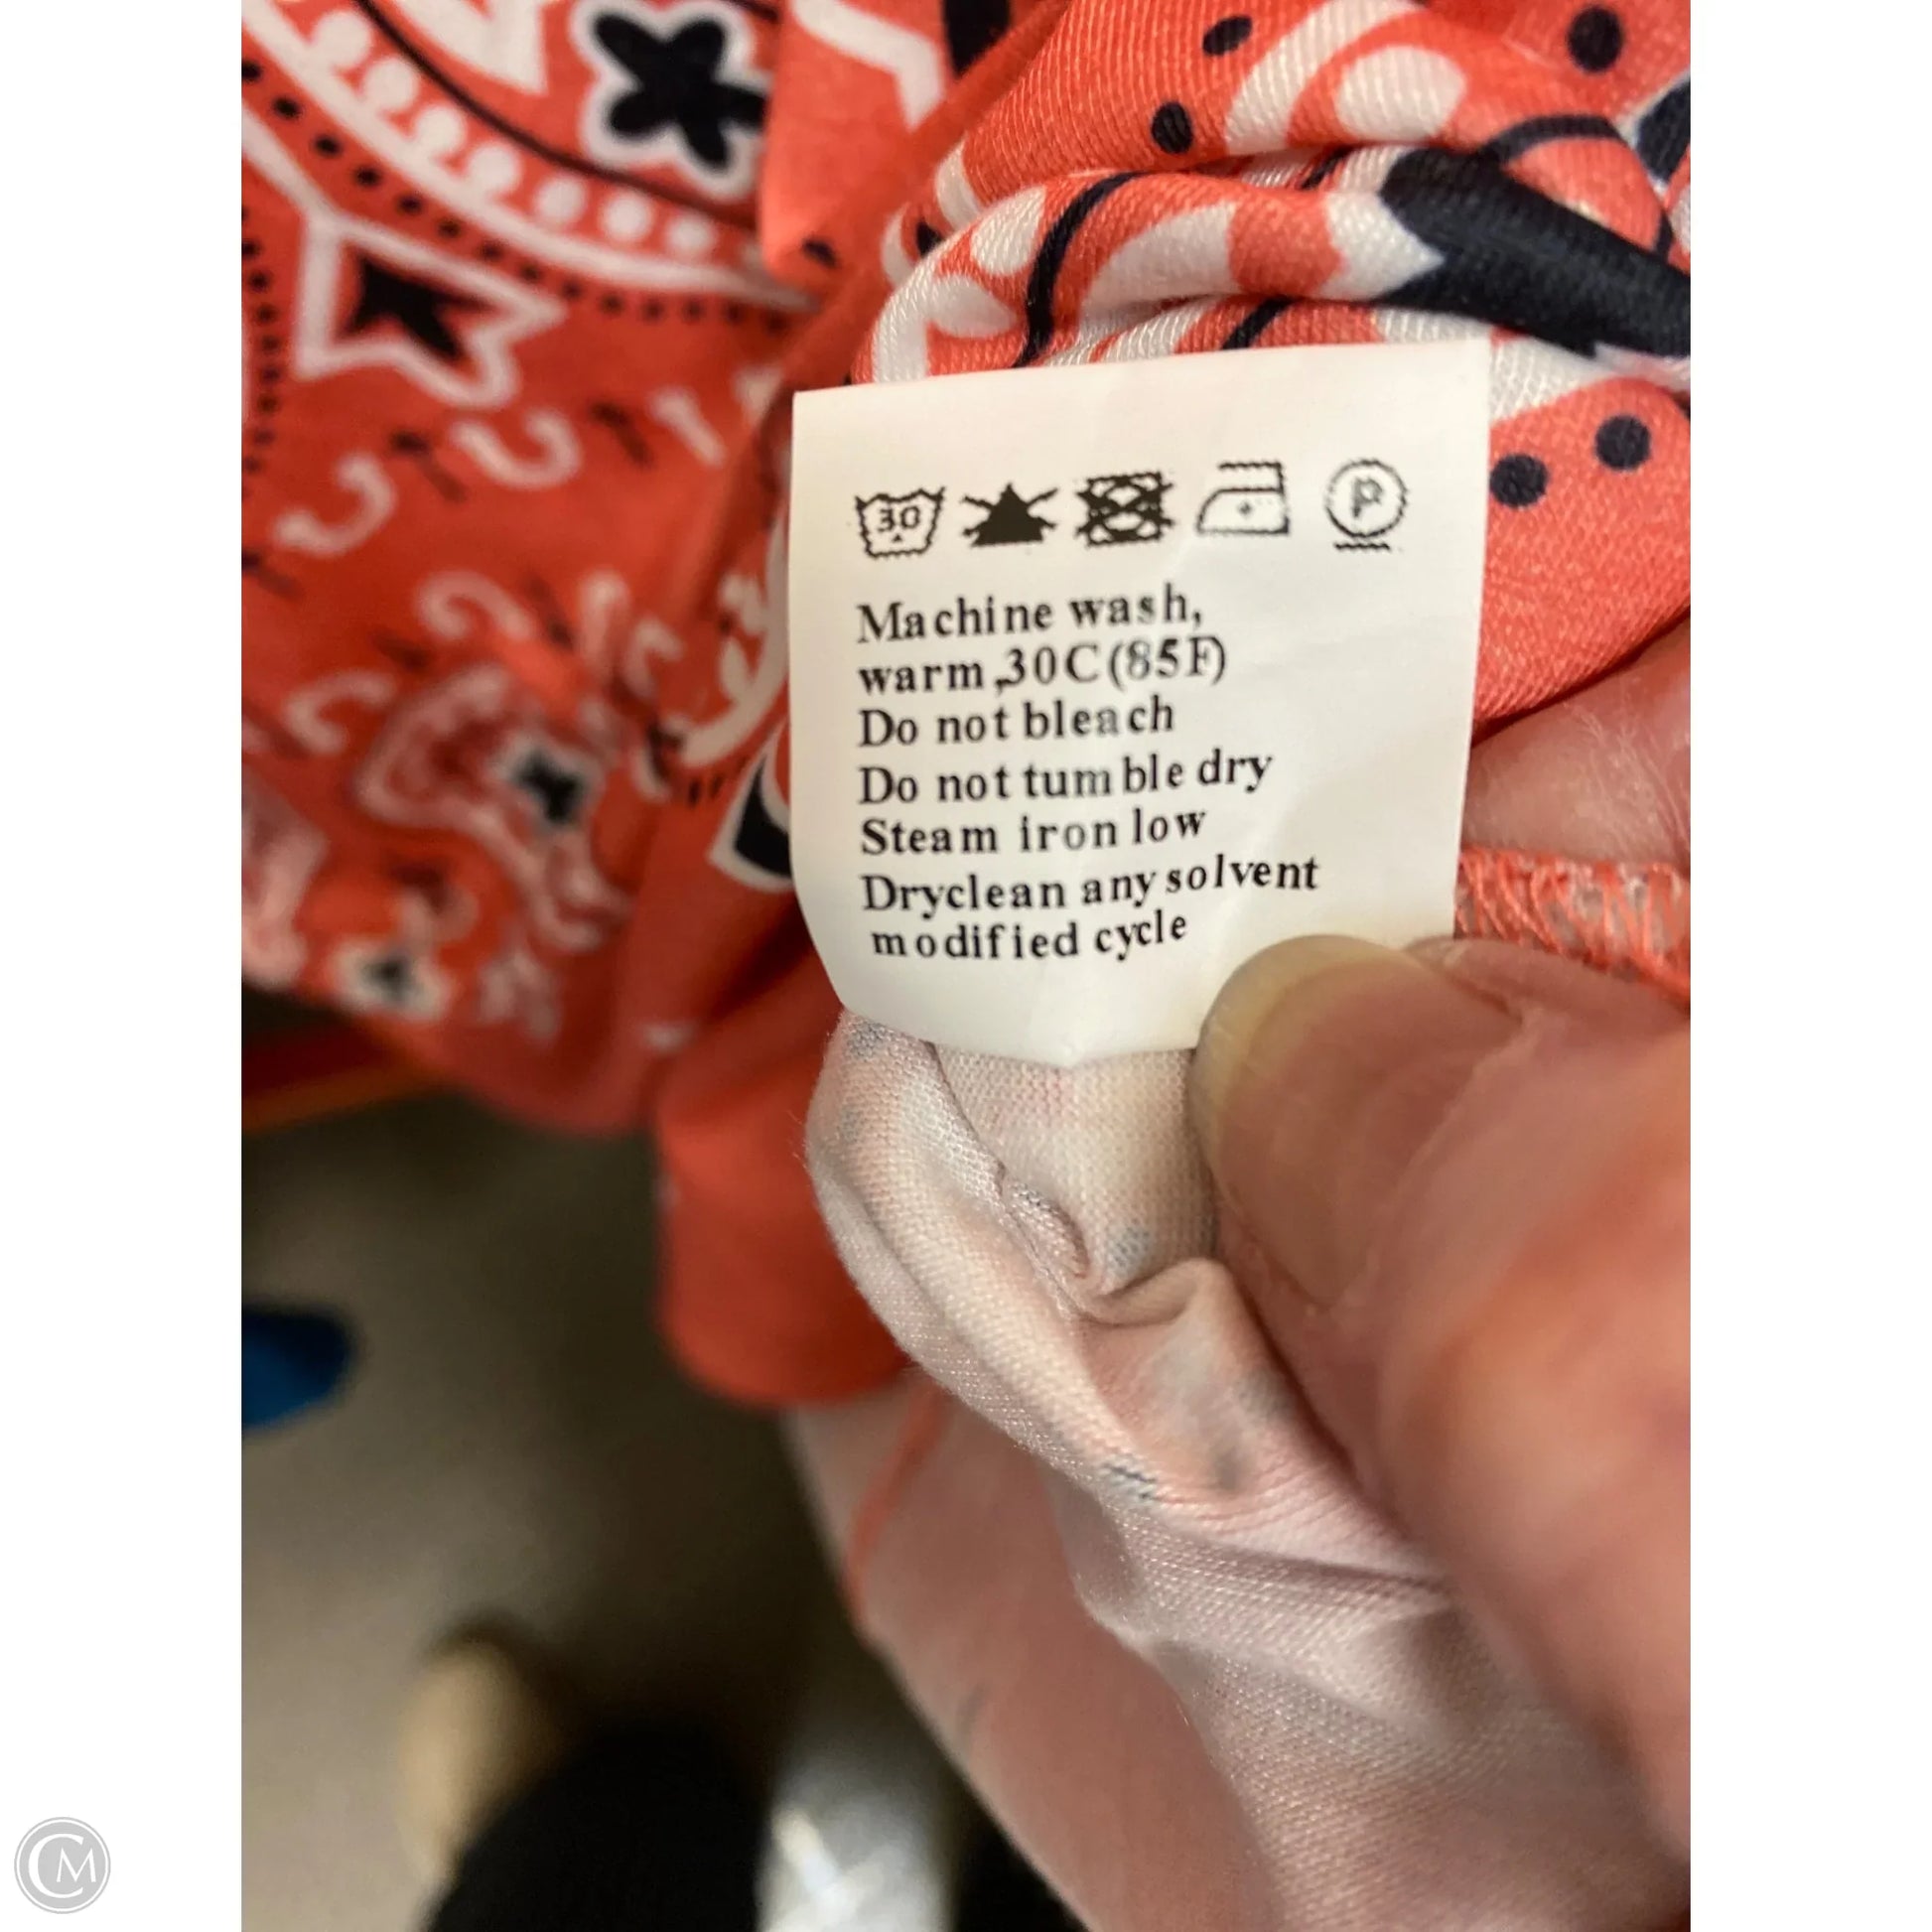 30
P
Machine wash,
warm,30C(85F)
Do not bleach
Do not tumble dry
Steam iron low
Dryclean any solvent
modified cycle
CM